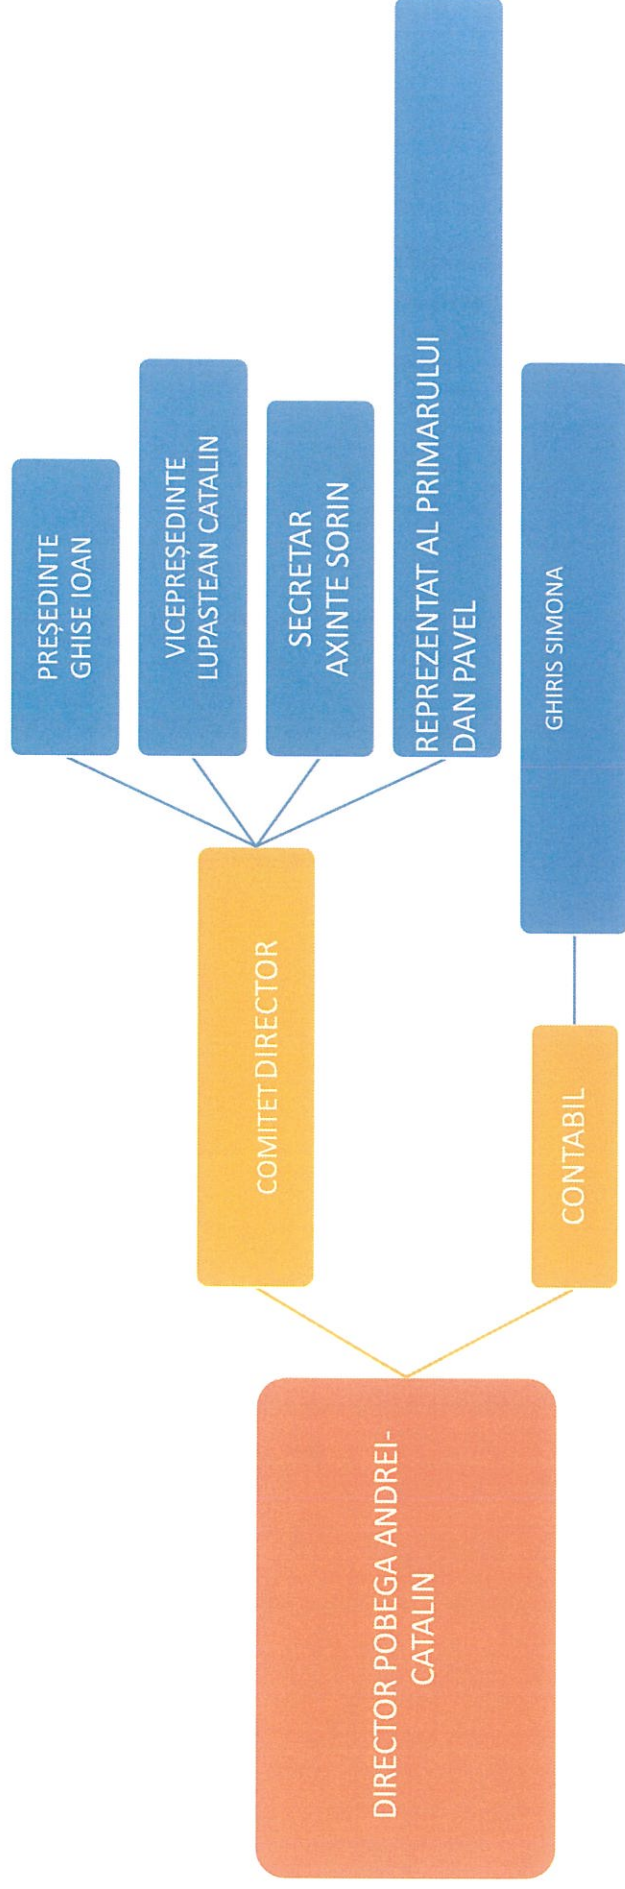 DIRECTOR POBEGA ANDREI-
CATALIN
COMITET DIRECTOR
PREȘEDINTE
GHISE IOAN
VICEPREȘEDINTE
LUPASTEAN CATALIN
SECRETAR
AXINTE SORIN
REPREZENTAT AL PRIMARULUI
DAN PAVEL
CONTABIL
GHIRIS SIMONA